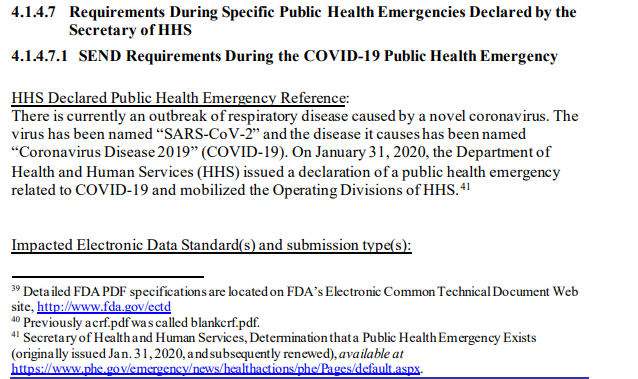 4.1.4.7 Requirements During Specific Public Health Emergencies Declared by the
Secretary of HHS
4.1.4.7.1 SEND Requirements During the COVID-19 Public Health Emergency
HHS Declared Public Health Emergency Reference:
There is currently an outbreak of respiratory disease caused by a novel coronavirus. The
virus has been named “SARS-CoV-2” and the disease it causes has been named
“Coronavirus Disease 2019” (COVID-19). On January 31, 2020, the Department of
Health and Human Services (HHS) issued a declaration of a public health emergency
related to COVID-19 and mobilized the Operating Divisions of HHS.41
Impacted Electronic Data Standard(s) and submission type(s):
39 Detailed FDA PDF specifications are located on FDA’s Electronic Common Technical Document Web
site, http://www.fda.gov/ectd
40 Previously acrf.pdf was called blankcrf.pdf.
41 Secretary of Health and Human Services, Determination that a Public Health Emergency Exists
(originally issued Jan. 31, 2020, and subsequently renewed), available at
https://www.phe.gov/emergency/news/healthactions/phe/Pages/default.aspx.